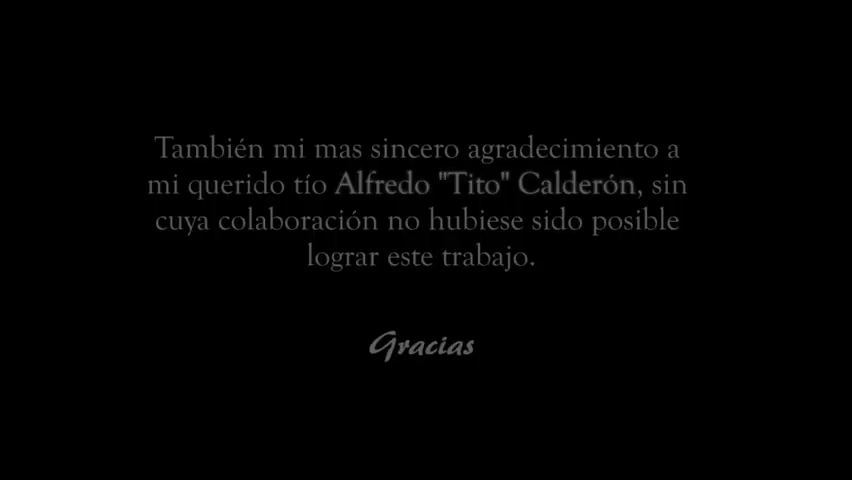 También mi mas sincero agradecimiento a
mi querido tío Alfredo "Tito" Calderón, sin
cuya colaboración no hubiese sido posible
lograr este trabajo.
Gracias